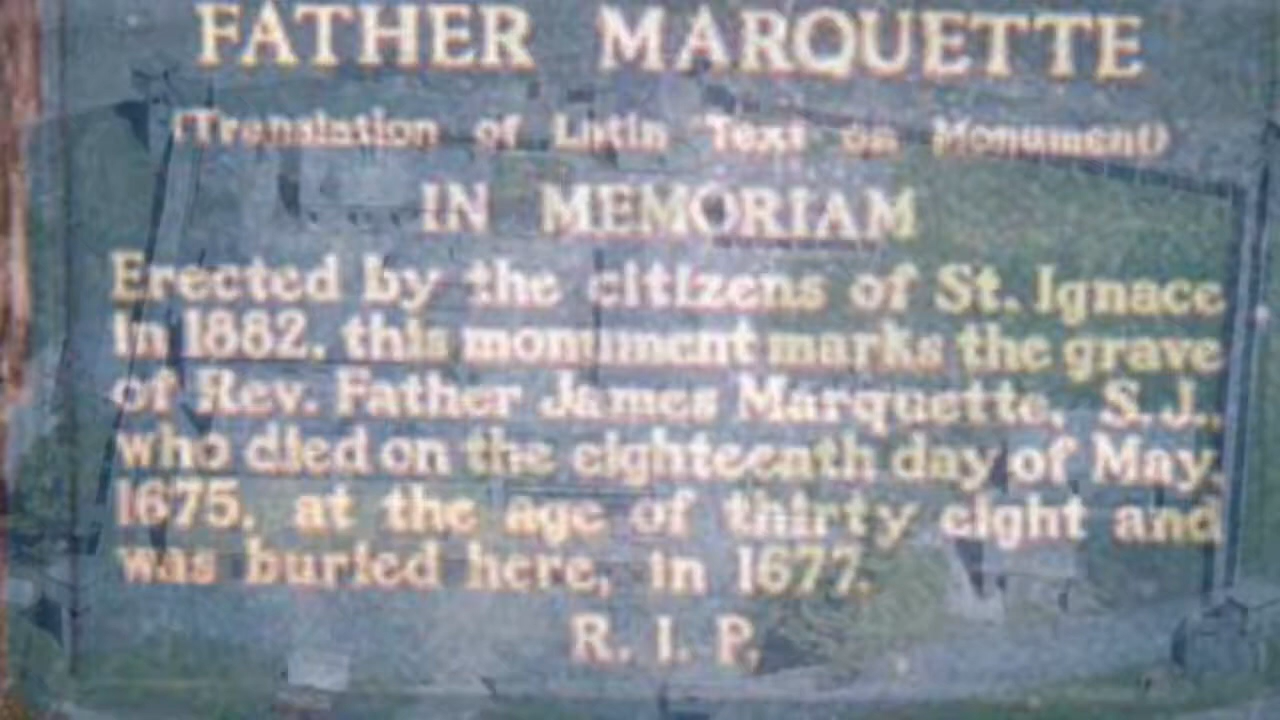 FATHER MARQUETTE
(Translation of Latin Text on Monument)
IN MEMORIAM
Erected by the citizens of St. Ignace
in 1882, this monument marks the grave
of Rev. Father James Marquette, S.J.,
who died on the eighteenth day of May,
1675, at the age of thirty eight and
was buried here, in 1677.
R. I. P.